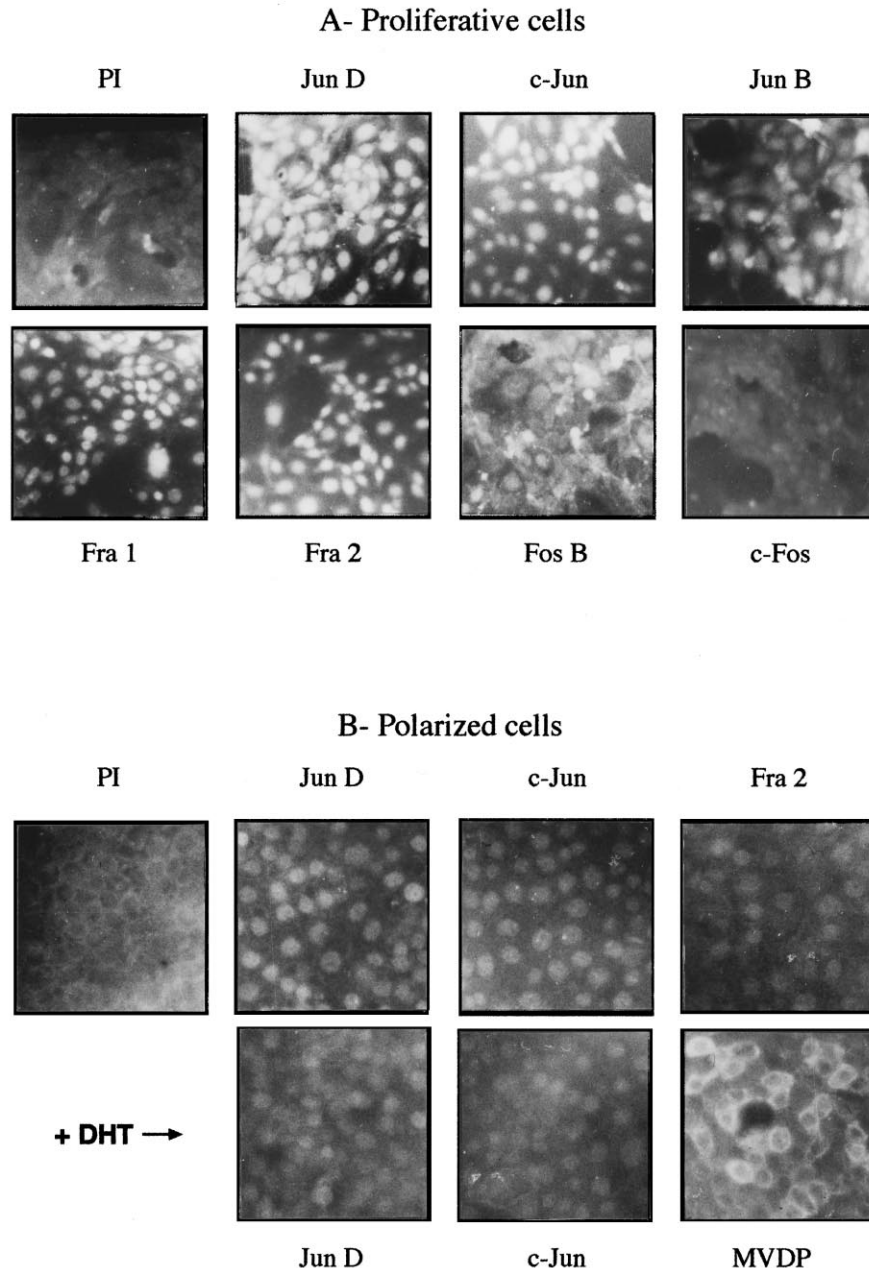 A- Proliferative cells
PI Jun D c-Jun Jun B
Fra 1 Fra 2 Fos B c-Fos
B- Polarized cells
PI Jun D c-Jun Fra 2
+ DHT →
Jun D c-Jun MVDP